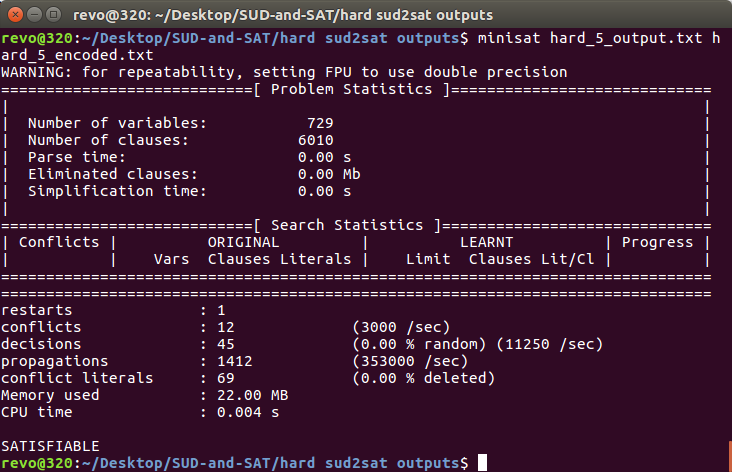 revo@320: ~/Desktop/SUD-and-SAT/hard sud2sat outputs
revo@320:~/Desktop/SUD-and-SAT/hard sud2sat outputs$ minisat hard_5_output.txt h
ard_5_encoded.txt
WARNING: for repeatability, setting FPU to use double precision
============================[ Problem Statistics ]=============================
|                                                                             |
|  Number of variables:           729                                         |
|  Number of clauses:            6010                                         |
|  Parse time:                   0.00 s                                       |
|  Eliminated clauses:           0.00 Mb                                      |
|  Simplification time:          0.00 s                                       |
|                                                                             |
============================[ Search Statistics ]==============================
| Conflicts |          ORIGINAL         |          LEARNT          | Progress |
|           |    Vars  Clauses Literals |    Limit  Clauses Lit/Cl |          |
===============================================================================
===============================================================================
restarts              : 1
conflicts             : 12             (3000 /sec)
decisions             : 45             (0.00 % random) (11250 /sec)
propagations          : 1412           (353000 /sec)
conflict literals     : 69             (0.00 % deleted)
Memory used           : 22.00 MB
CPU time              : 0.004 s

SATISFIABLE
revo@320:~/Desktop/SUD-and-SAT/hard sud2sat outputs$